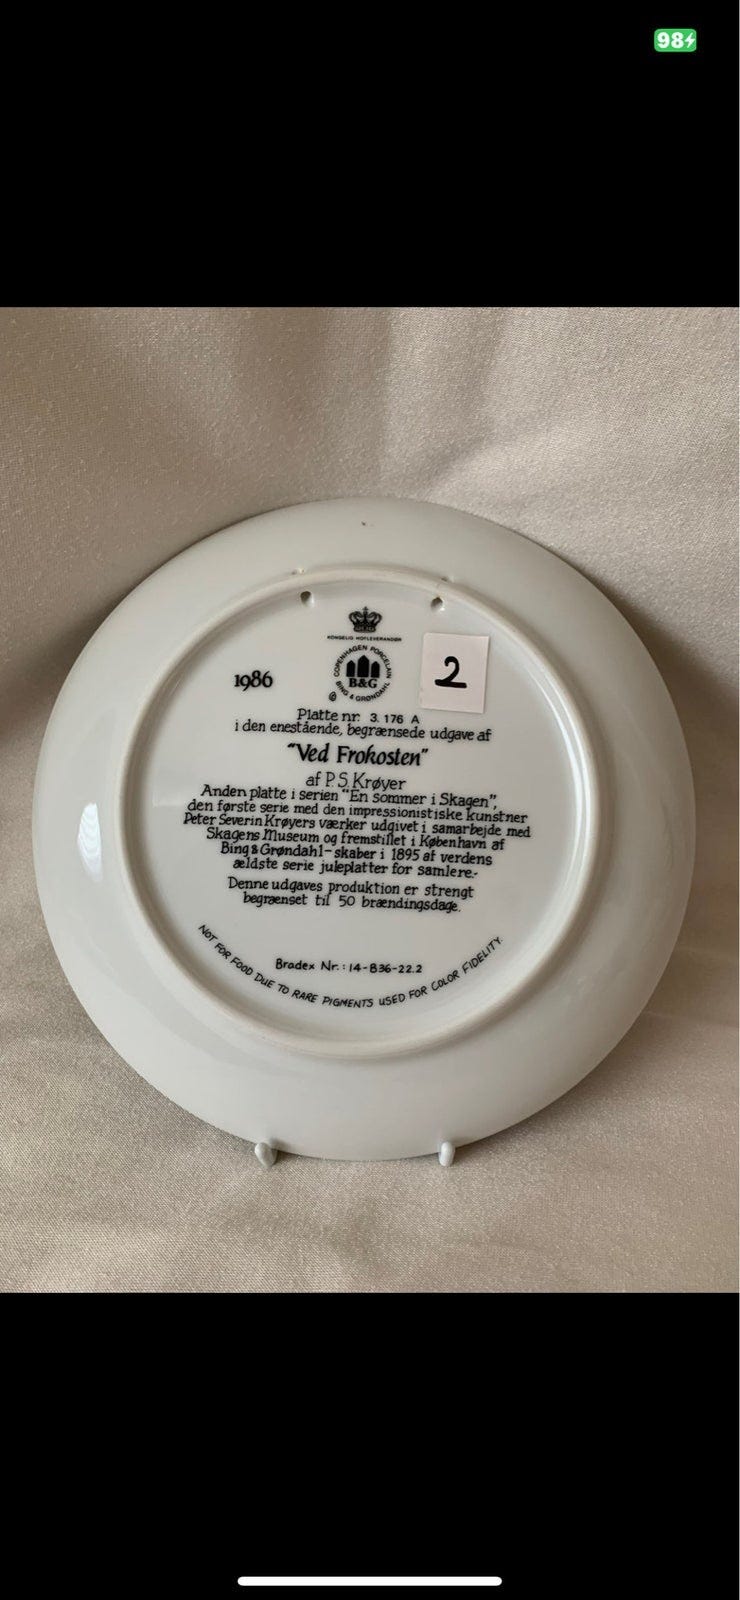 98
KONGELIG HOFLEVERANDØR
COPENHAGEN PORCELAIN
B&G
© BING & GRØNDAHL
1986
2
Platte nr. 3.176 A
i den enestående, begrænsede udgave af
"Ved Frokosten"
af P.S. Krøyer
Anden platte i serien "En sommer i Skagen",
den første serie med den impressionistiske kunstner
Peter Severin Krøyers værker udgivet i samarbejde med
Skagens Museum og fremstillet i København af
Bing & Grøndahl - skaber i 1895 af verdens
ældste serie juleplatter for samlere.-
Denne udgaves produktion er strengt
begrænset til 50 brændingsdage.
Bradex Nr.: 14-B36-22.2
NOT FOR FOOD DUE TO RARE PIGMENTS USED FOR COLOR FIDELITY.